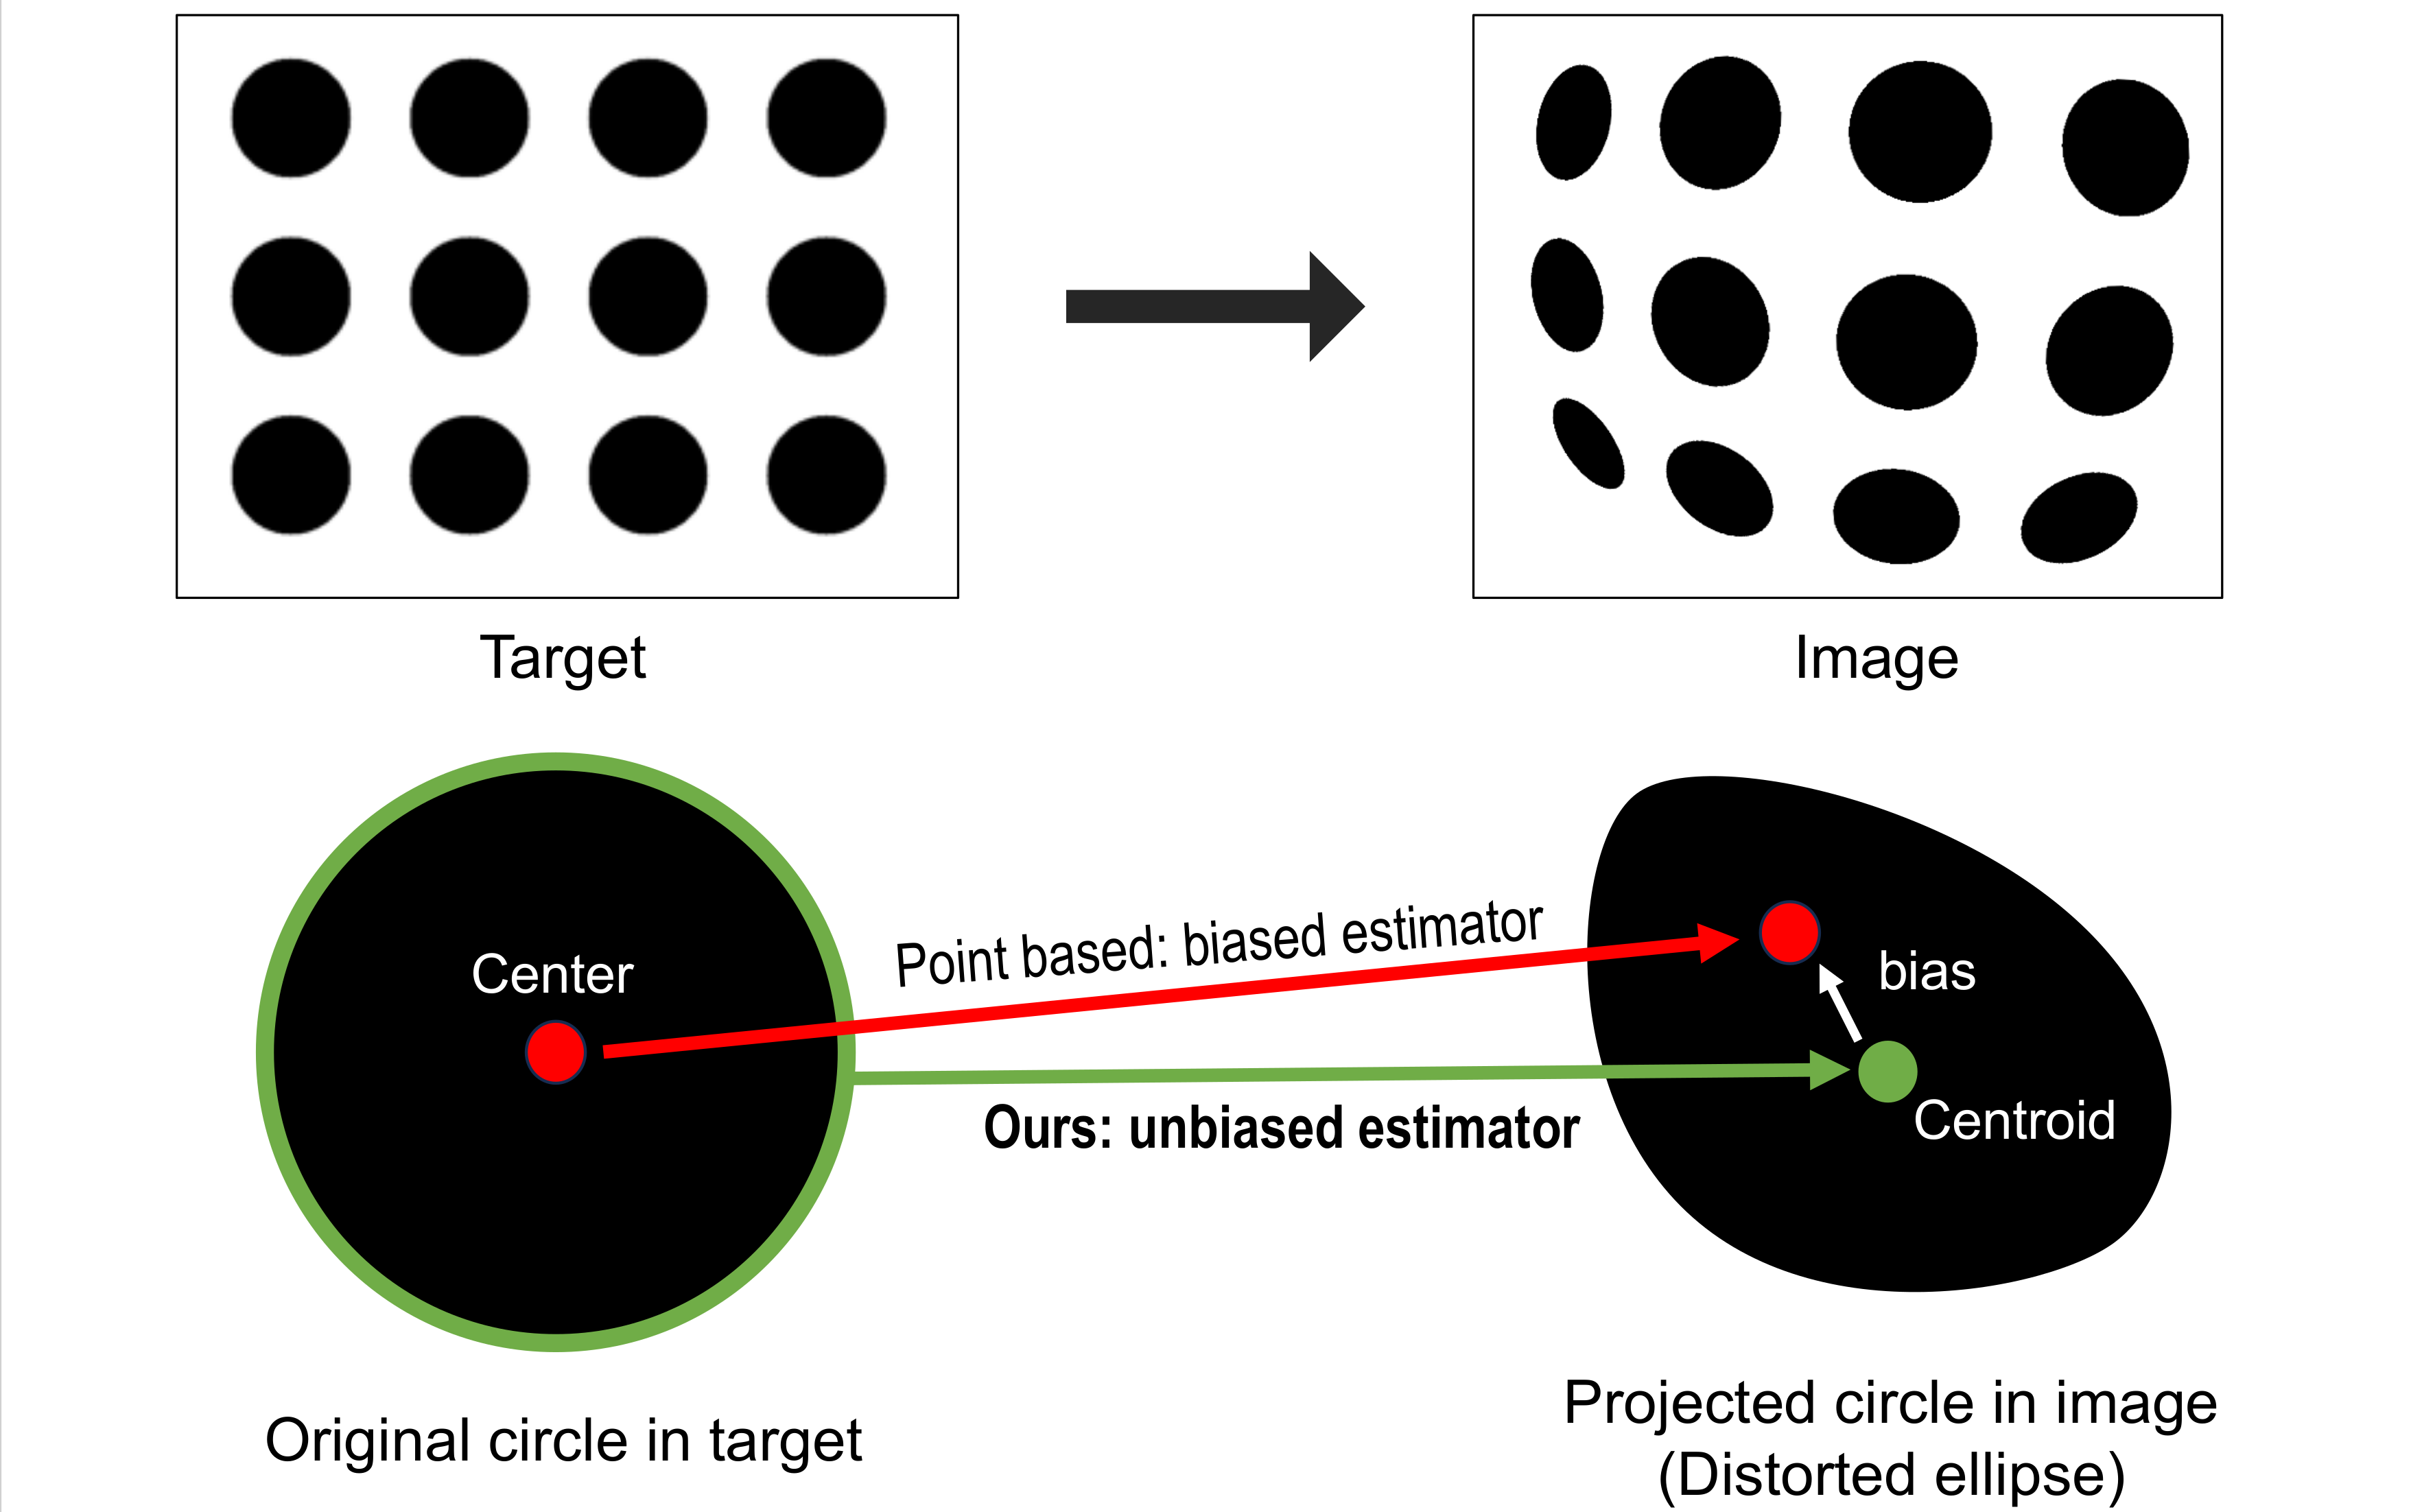 Target
Image
Center
Point based: biased estimator
bias
Ours: unbiased estimator
Centroid
Original circle in target
Projected circle in image
(Distorted ellipse)